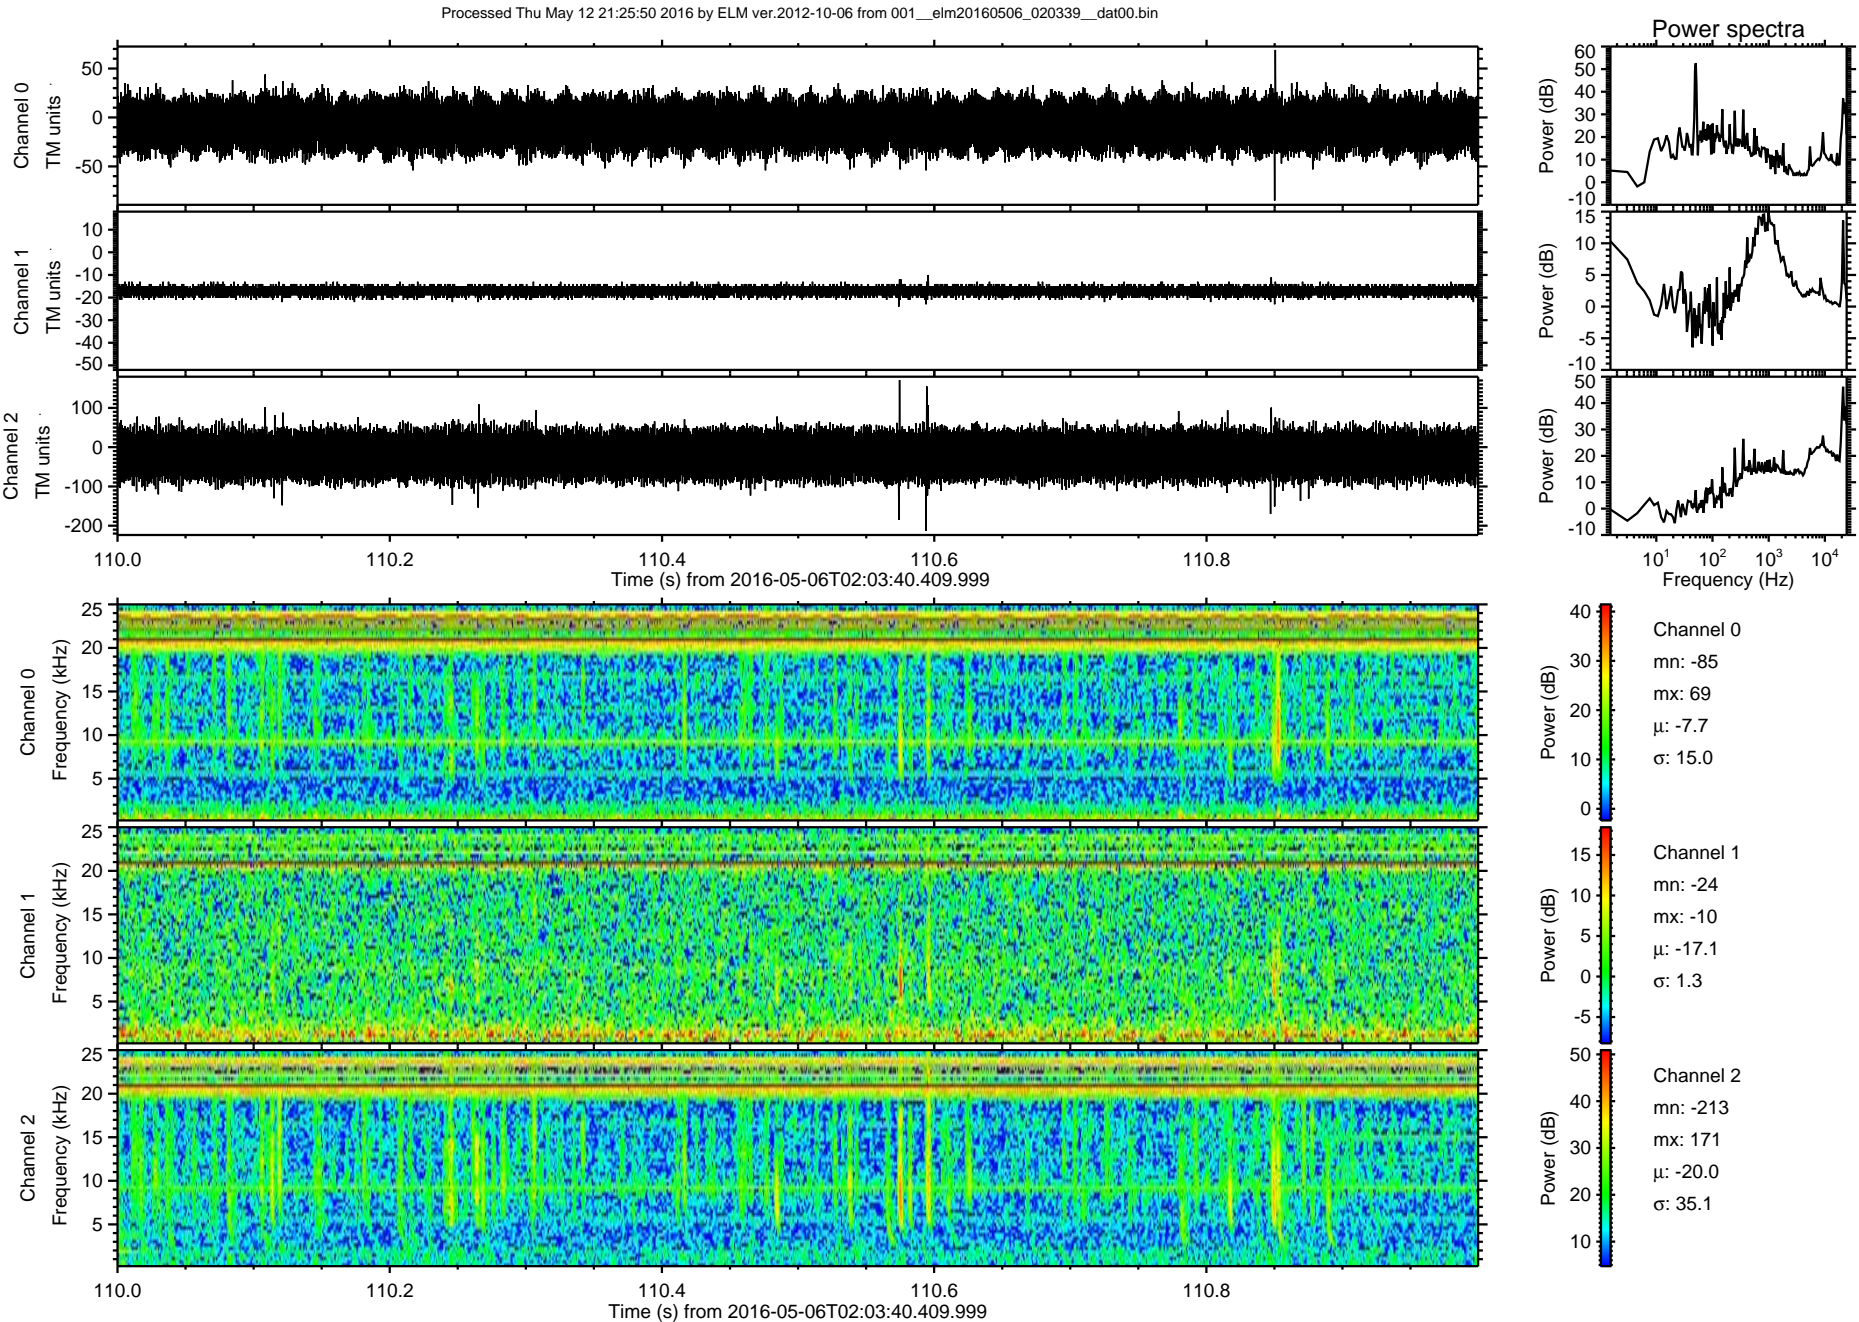 Processed Thu May 12 21:25:50 2016 by ELM ver.2012-10-06 from 001__elm20160506_020339__dat00.bin
Power spectra
Channel 0
TM units
50
0
-50
Power (dB)
60
50
40
30
20
10
0
-10
Channel 1
TM units
10
0
-10
-20
-30
-40
-50
Power (dB)
15
10
5
0
-5
-10
Channel 2
TM units
100
0
-100
-200
Power (dB)
50
40
30
20
10
0
-10
110.0 110.2 110.4 110.6 110.8
Time (s) from 2016-05-06T02:03:40.409.999
10^1 10^2 10^3 10^4
Frequency (Hz)
Channel 0
Frequency (kHz)
25
20
15
10
5
Power (dB)
40
30
20
10
0
Channel 0
mn: -85
mx: 69
μ: -7.7
σ: 15.0
Channel 1
Frequency (kHz)
25
20
15
10
5
Power (dB)
15
10
5
0
-5
Channel 1
mn: -24
mx: -10
μ: -17.1
σ: 1.3
Channel 2
Frequency (kHz)
25
20
15
10
5
Power (dB)
50
40
30
20
10
Channel 2
mn: -213
mx: 171
μ: -20.0
σ: 35.1
110.0 110.2 110.4 110.6 110.8
Time (s) from 2016-05-06T02:03:40.409.999